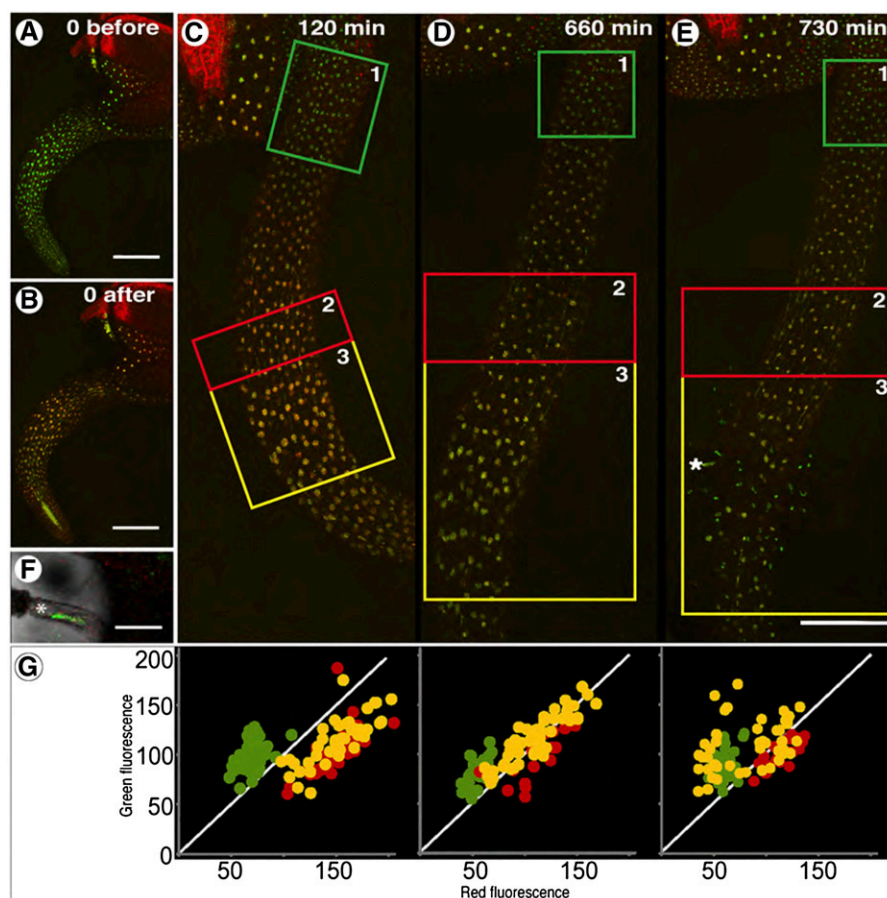 A 0 before
B 0 after
C 120 min
1
2
3
D 660 min
1
2
3
E 730 min
1
2
3
*
F
*
G
Green fluorescence
200
150
100
50
0
50 150
50 150
50 150
Red fluorescence